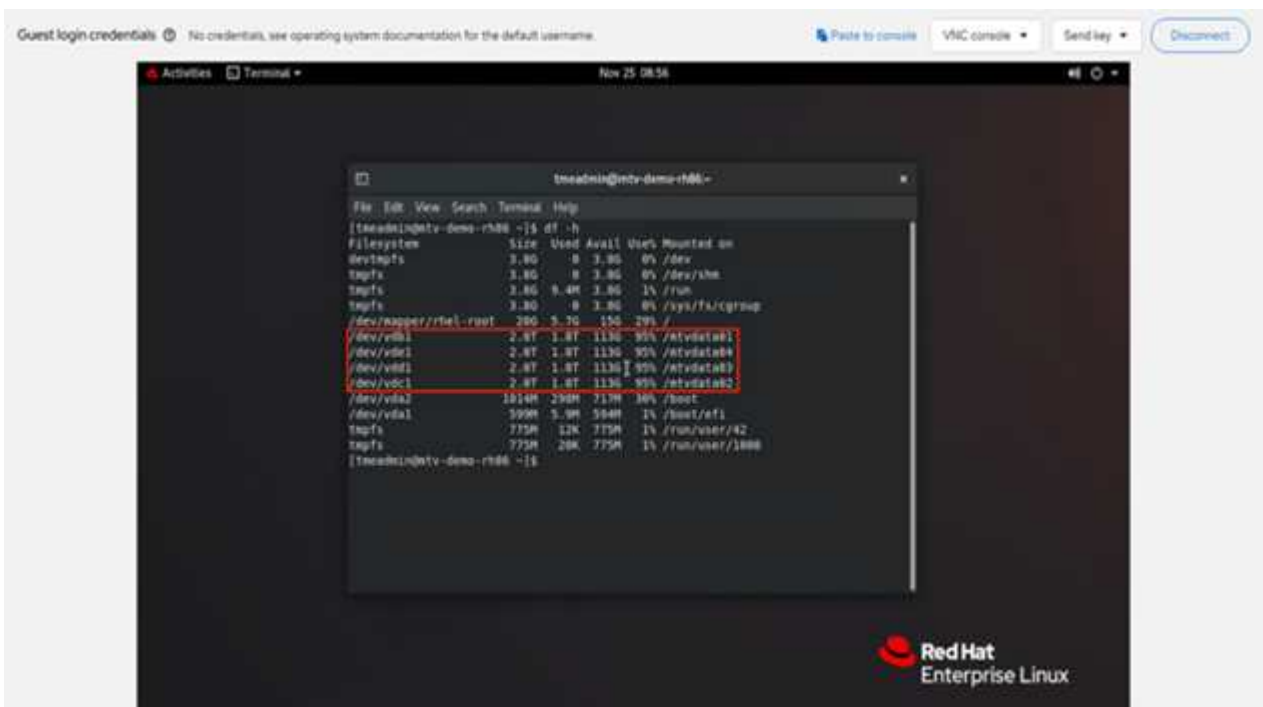 Guest login credentials No credentials, see operating system documentation for the default username. Paste to console VNC console Send key Disconnect
Activities Terminal Nov 25 08:56
tmeadmin@mtv-demo-rh86:~
File Edit View Search Terminal Help
[tmeadmin@mtv-demo-rh86 ~]$ df -h
Filesystem Size Used Avail Use% Mounted on
devtmpfs 3.8G 0 3.8G 0% /dev
tmpfs 3.8G 0 3.8G 0% /dev/shm
tmpfs 3.8G 9.4M 3.8G 1% /run
tmpfs 3.8G 0 3.8G 0% /sys/fs/cgroup
/dev/mapper/rhel-root 20G 5.7G 15G 29% /
/dev/vdb1 2.0T 1.8T 113G 95% /mtvdata01
/dev/vde1 2.0T 1.8T 113G 95% /mtvdata04
/dev/vdd1 2.0T 1.8T 113G 95% /mtvdata03
/dev/vdc1 2.0T 1.8T 113G 95% /mtvdata02
/dev/vda2 1014M 298M 717M 30% /boot
/dev/vda1 599M 5.9M 594M 1% /boot/efi
tmpfs 775M 12K 775M 1% /run/user/42
tmpfs 775M 28K 775M 1% /run/user/1000
[tmeadmin@mtv-demo-rh86 ~]$
Red Hat
Enterprise Linux